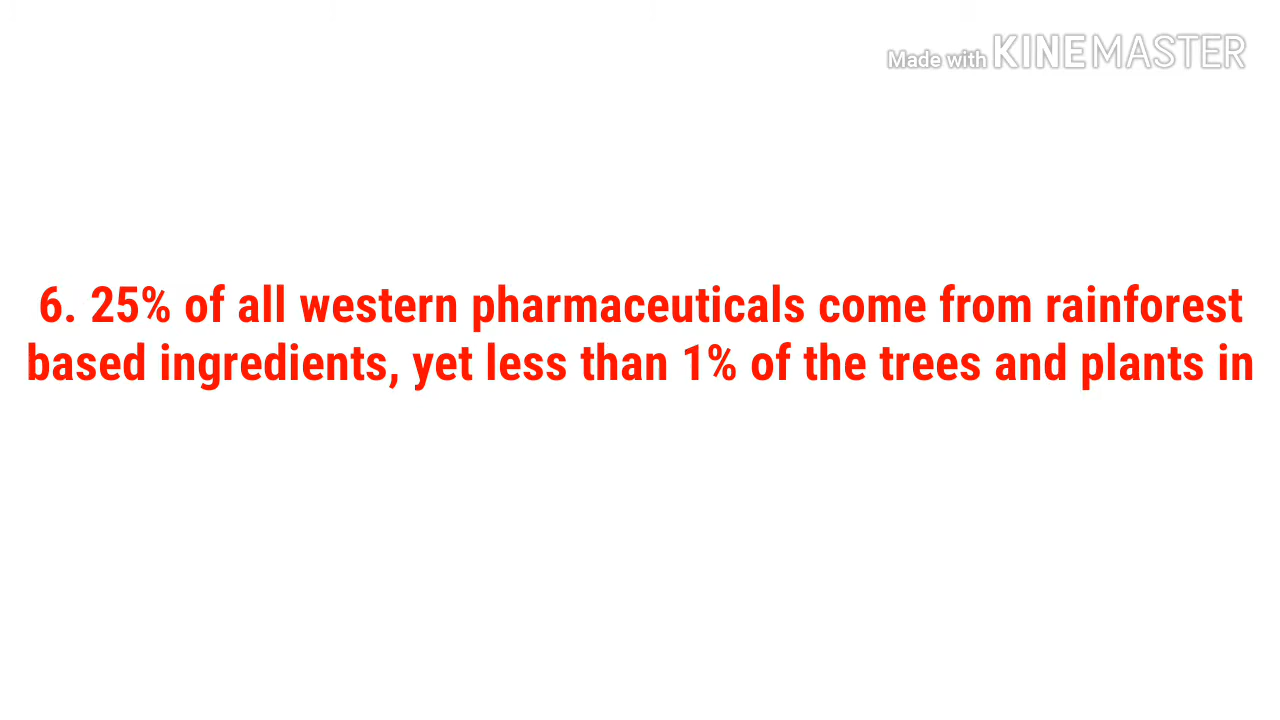 Made with KINEMASTER
6. 25% of all western pharmaceuticals come from rainforest
based ingredients, yet less than 1% of the trees and plants in